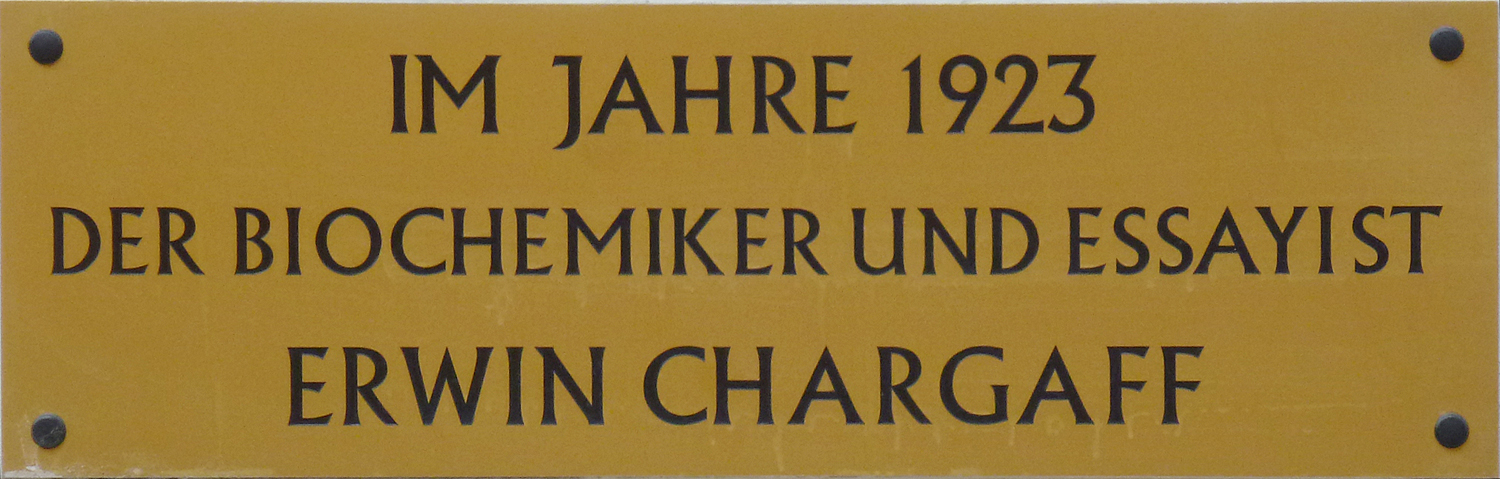 IM JAHRE 1923
DER BIOCHEMIKER UND ESSAYIST
ERWIN CHARGAFF